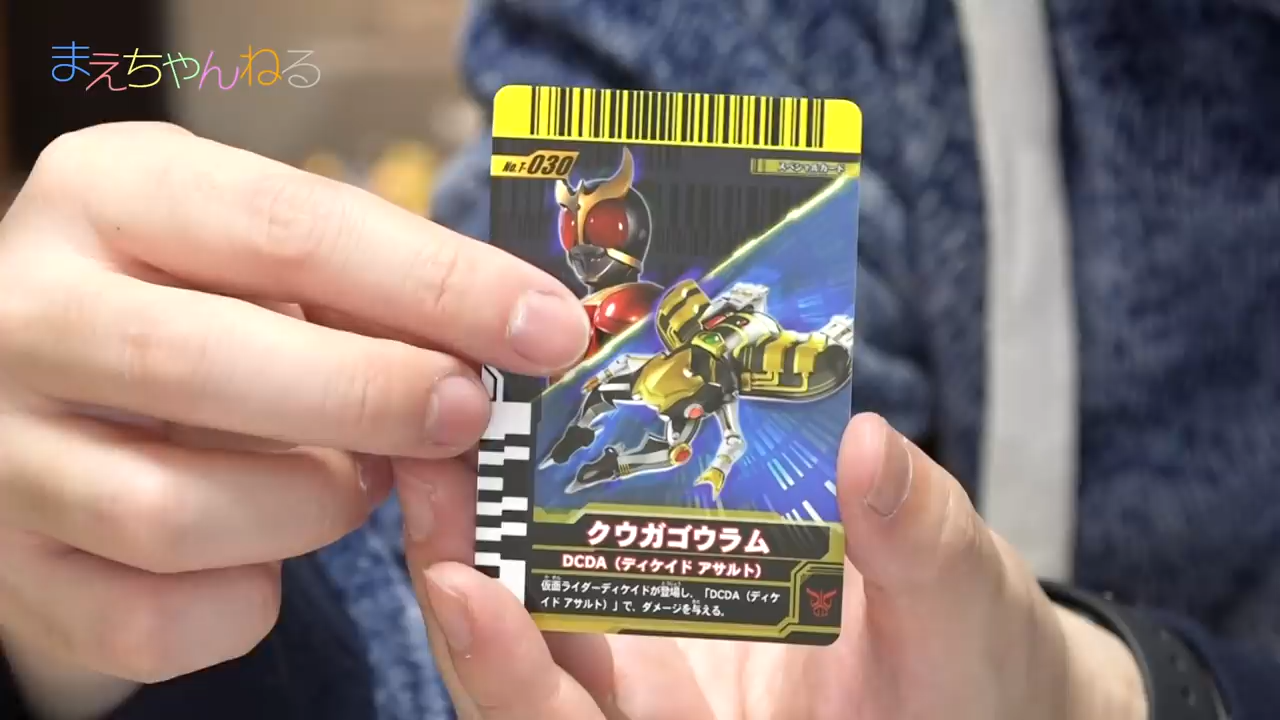 まえちゃんねる
No.T-030
スペシャルカード
クウガゴウラム
DCDA（ディケイド アサルト）
仮面ライダーディケイドが登場し、「DCDA（ディケ
イド アサルト）」で、ダメージを与える。